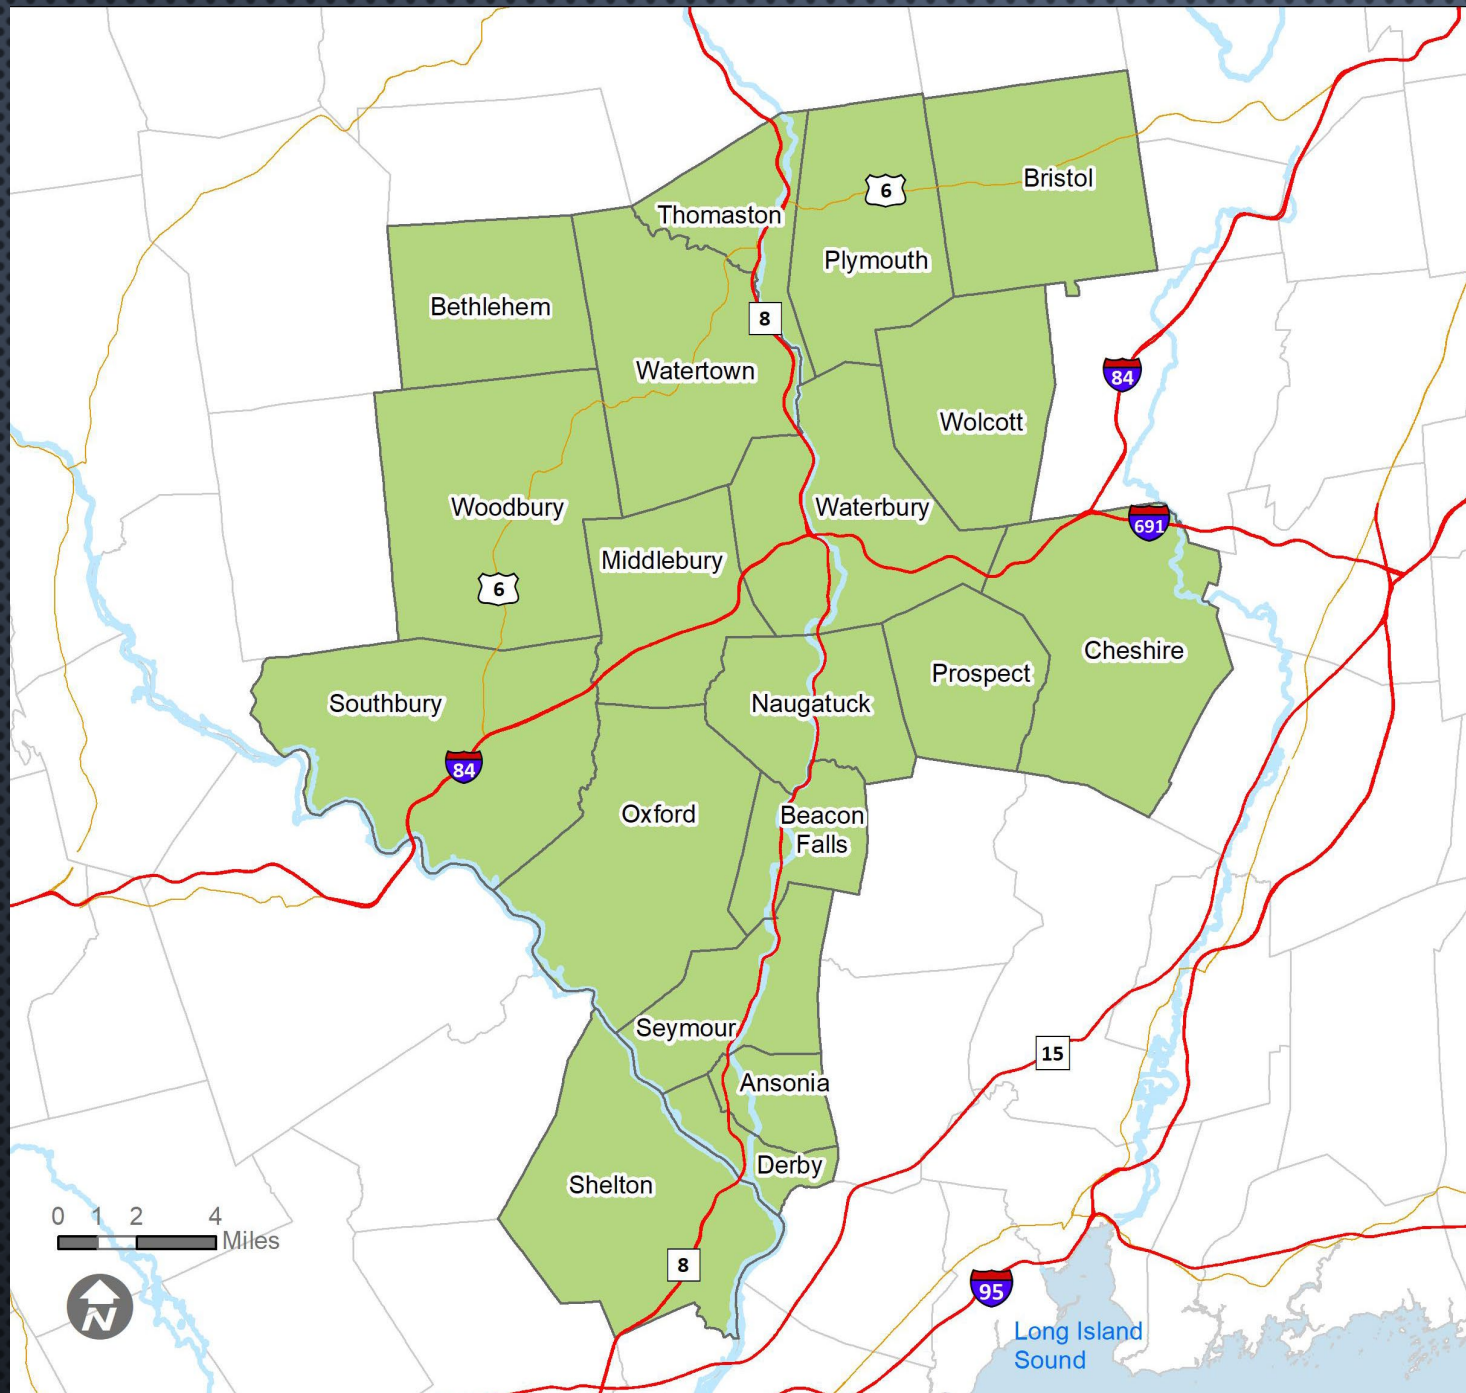 Bristol
6
Thomaston
Plymouth
Bethlehem
8
Watertown
84
Wolcott
Woodbury
Waterbury
691
Middlebury
6
Cheshire
Prospect
Southbury
Naugatuck
84
Oxford
Beacon
Falls
Seymour
15
Ansonia
Derby
Shelton
0 1 2 4
Miles
8
N
95
Long Island
Sound